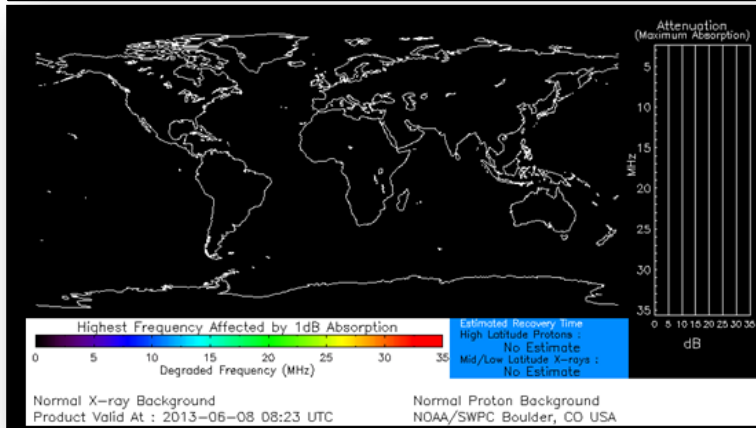 Attenuation
(Maximum Absorption)
5
10
15
20
25
30
35
MHz
0 5 10 15 20 25 30 35
dB
Highest Frequency Affected by 1dB Absorption
0 5 10 15 20 25 30 35
Degraded Frequency (MHz)
Estimated Recovery Time
High Latitude Protons :
No Estimate
Mid/Low Latitude X-rays :
No Estimate
Normal X-ray Background
Product Valid At : 2013-06-08 08:23 UTC
Normal Proton Background
NOAA/SWPC Boulder, CO USA